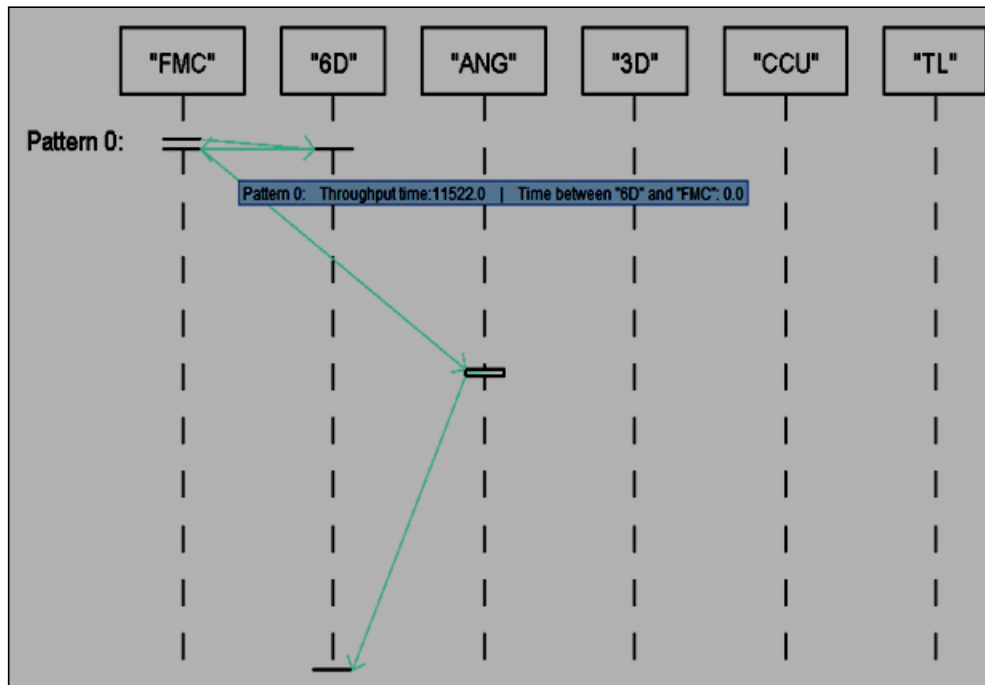 "FMC" "6D" "ANG" "3D" "CCU" "TL"
Pattern 0:
Pattern 0: Throughput time:11522.0 | Time between "6D" and "FMC": 0.0